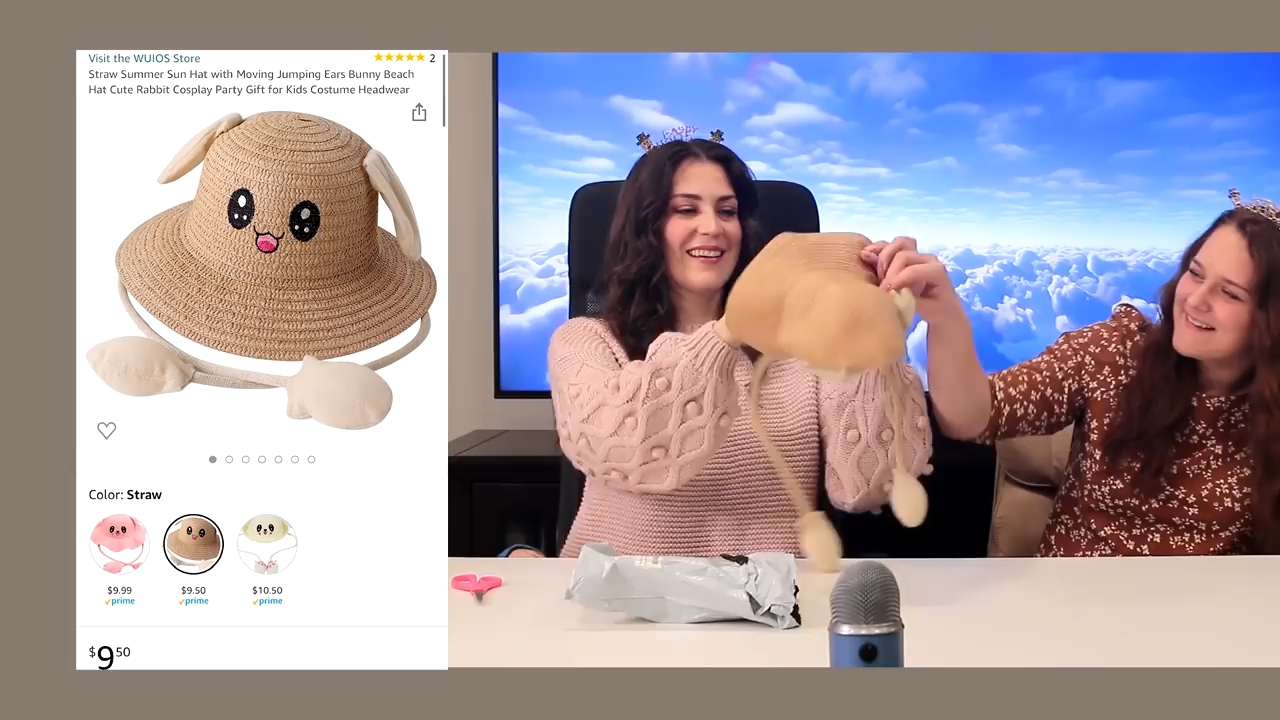 Visit the WUIOS Store
2
Straw Summer Sun Hat with Moving Jumping Ears Bunny Beach
Hat Cute Rabbit Cosplay Party Gift for Kids Costume Headwear
Color: Straw
$9.99
$9.50
$10.50
prime
prime
prime
$9 50